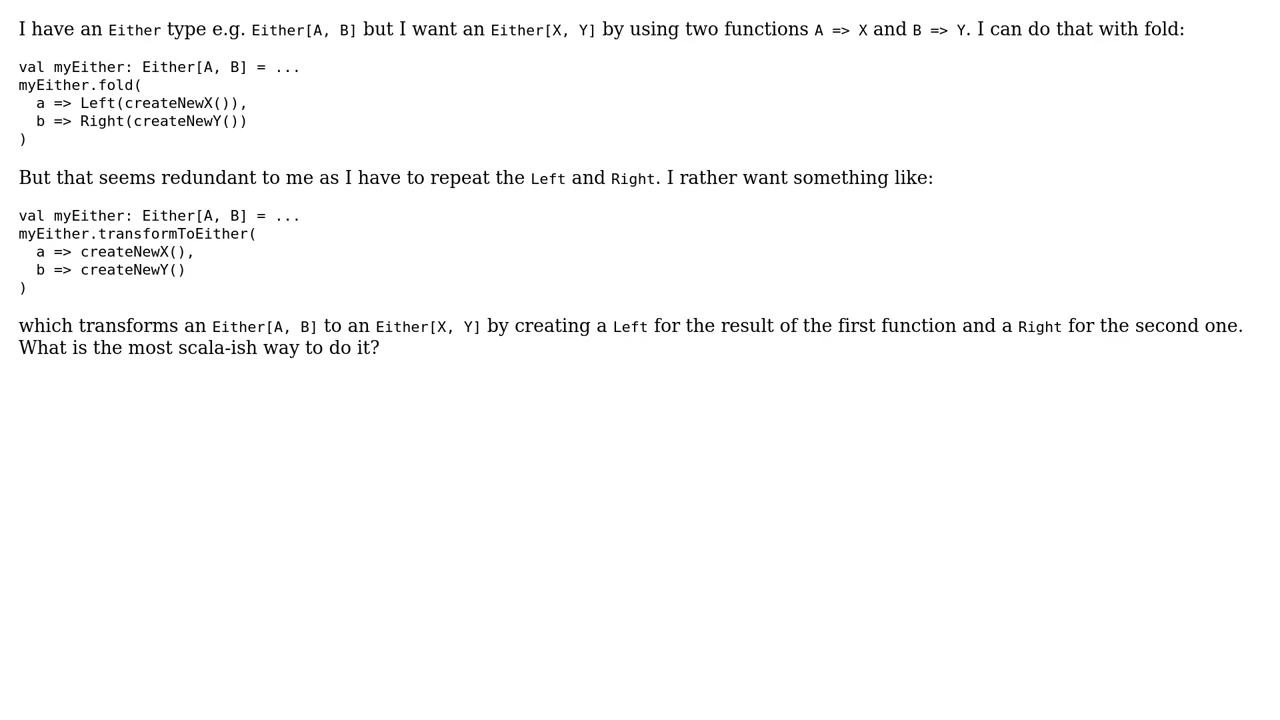 I have an Either type e.g. Either[A, B] but I want an Either[X, Y] by using two functions A => X and B => Y. I can do that with fold:
val myEither: Either[A, B] = ...
myEither.fold(
  a => Left(createNewX()),
  b => Right(createNewY())
)
But that seems redundant to me as I have to repeat the Left and Right. I rather want something like:
val myEither: Either[A, B] = ...
myEither.transformToEither(
  a => createNewX(),
  b => createNewY()
)
which transforms an Either[A, B] to an Either[X, Y] by creating a Left for the result of the first function and a Right for the second one.
What is the most scala-ish way to do it?